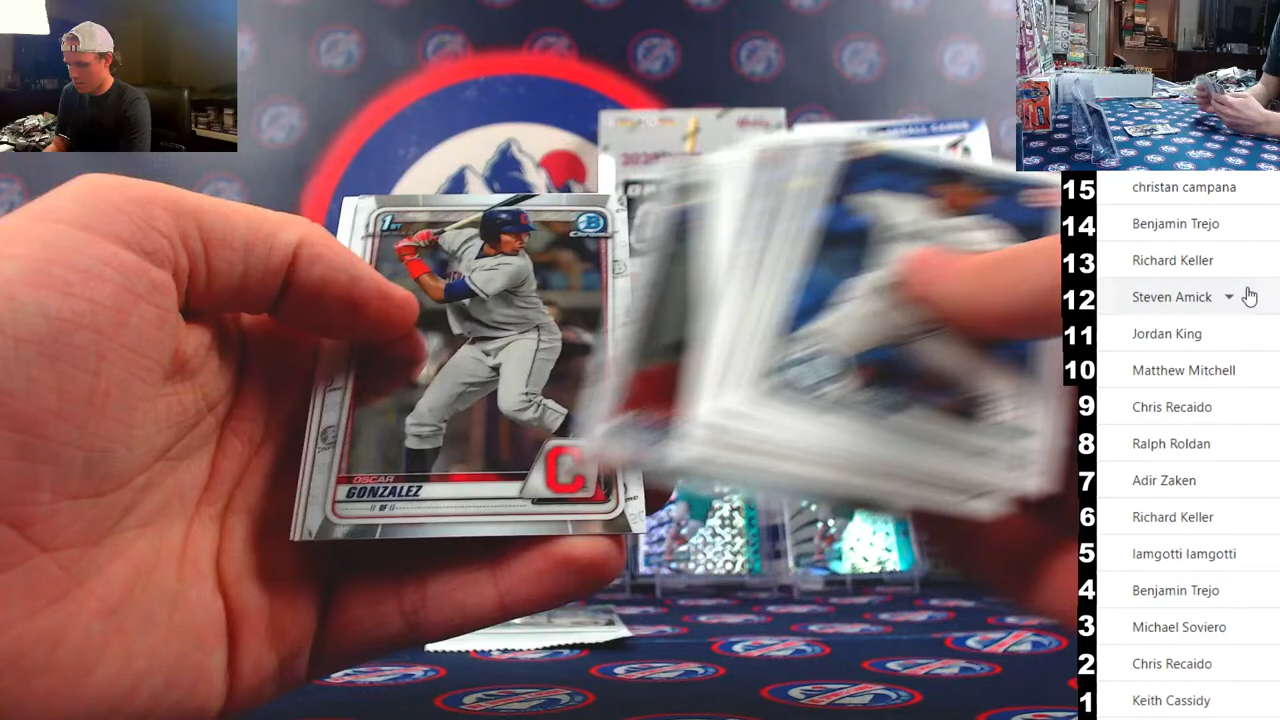 1ST
B
Chrome
OSCAR
GONZALEZ
OF
C
15 christan campana
14 Benjamin Trejo
13 Richard Keller
12 Steven Amick
11 Jordan King
10 Matthew Mitchell
9 Chris Recaido
8 Ralph Roldan
7 Adir Zaken
6 Richard Keller
5 Iamgotti Iamgotti
4 Benjamin Trejo
3 Michael Soviero
2 Chris Recaido
1 Keith Cassidy